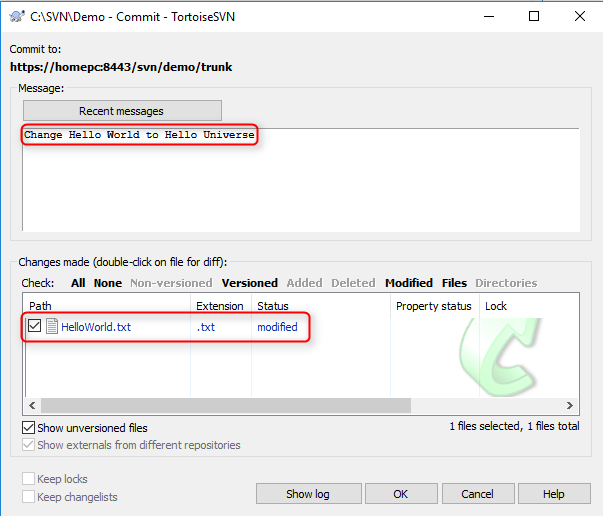 C:\SVN\Demo - Commit - TortoiseSVN
Commit to:
https://homepc:8443/svn/demo/trunk
Message:
Recent messages
Change Hello World to Hello Universe
Changes made (double-click on file for diff):
Check: All None Non-versioned Versioned Added Deleted Modified Files Directories
Path Extension Status Property status Lock
HelloWorld.txt .txt modified
Show unversioned files 1 files selected, 1 files total
Show externals from different repositories
Keep locks
Keep changelists
Show log OK Cancel Help